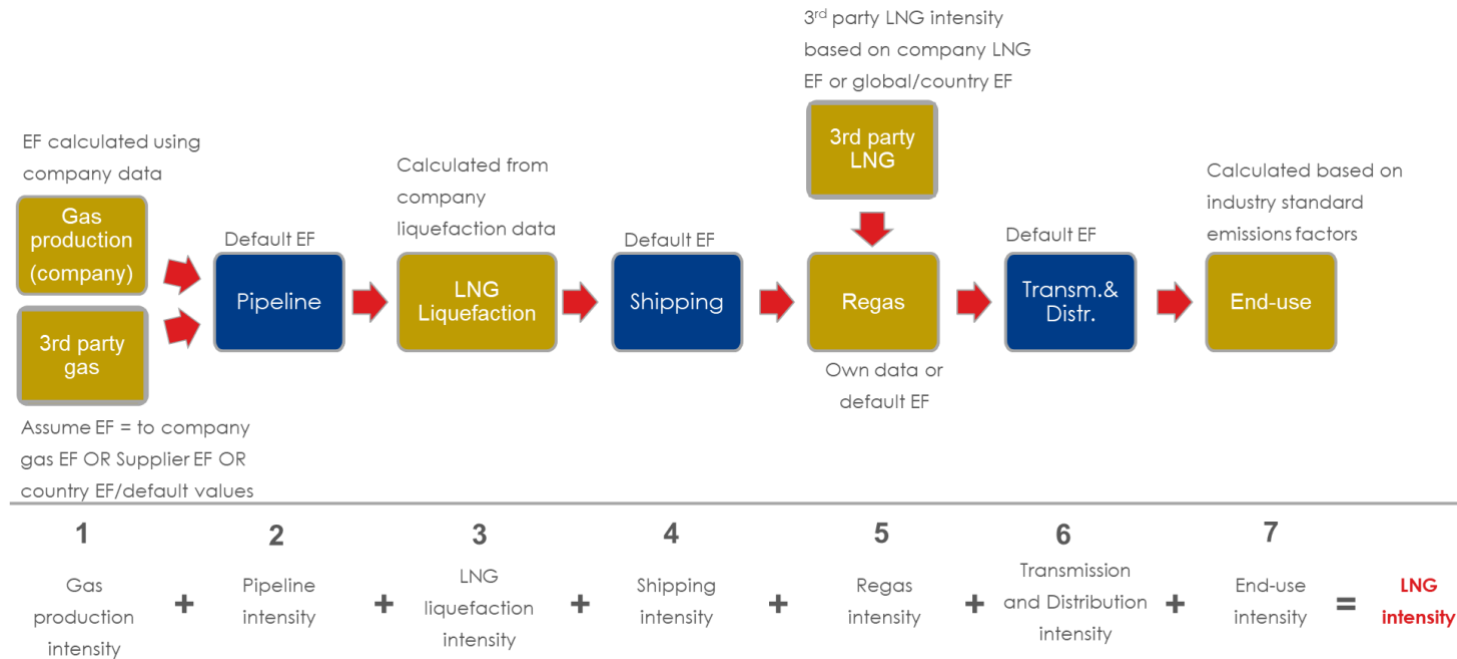 3rd party LNG intensity
based on company LNG
EF or global/country EF
EF calculated using
company data
Gas
production
(company)
3rd party
gas
Assume EF = to company
gas EF OR Supplier EF OR
country EF/default values
Default EF
Pipeline
Calculated from
company
liquefaction data
LNG
Liquefaction
Default EF
Shipping
3rd party
LNG
Regas
Own data or
default EF
Default EF
Transm.&
Distr.
Calculated based on
industry standard
emissions factors
End-use
1
2
3
4
5
6
7
Gas
production
intensity
+
Pipeline
intensity
+
LNG
liquefaction
intensity
+
Shipping
intensity
+
Regas
intensity
+
Transmission
and Distribution
intensity
+
End-use
intensity
=
LNG
intensity